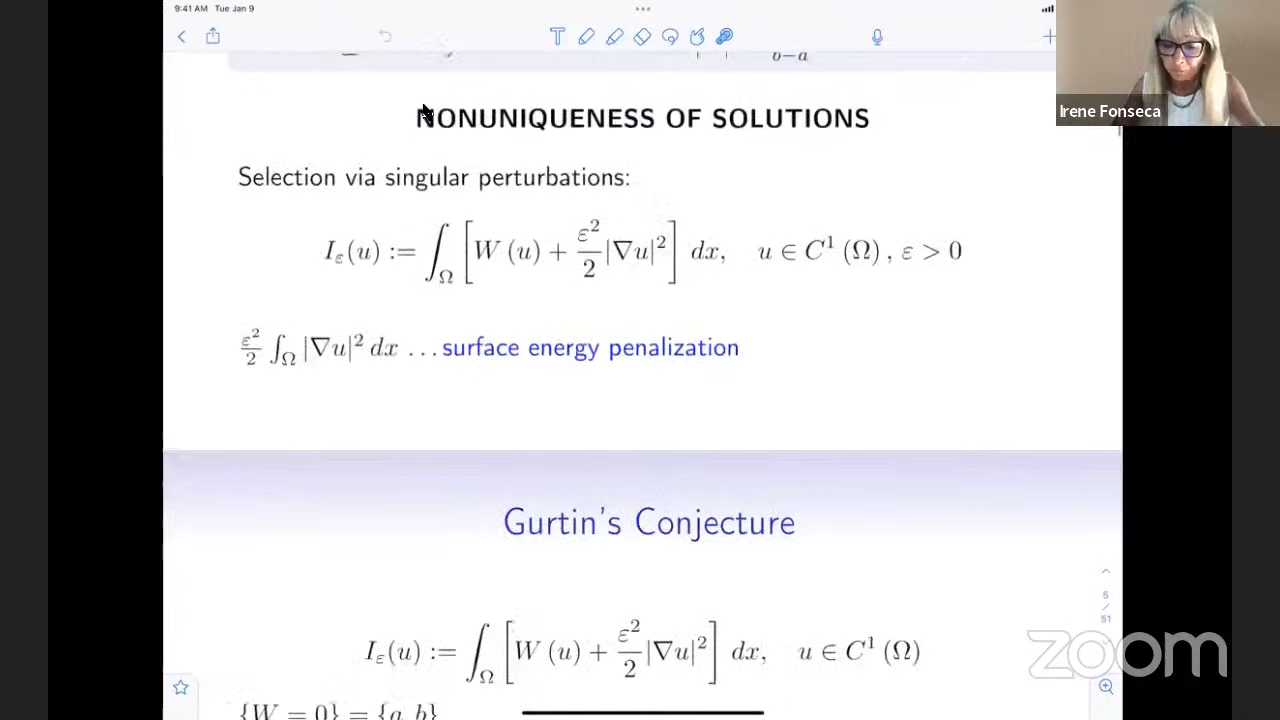 9:41 AM Tue Jan 9
b−a
Irene Fonseca
NONUNIQUENESS OF SOLUTIONS
Selection via singular perturbations:
I_ε(u) := ∫_Ω [W (u) + ε²/2 |∇u|²] dx, u ∈ C¹ (Ω) , ε > 0
ε²/2 ∫_Ω |∇u|² dx . . . surface energy penalization
Gurtin's Conjecture
6
/
51
I_ε(u) := ∫_Ω [W (u) + ε²/2 |∇u|²] dx, u ∈ C¹ (Ω)
zoom
{W = 0} = {a, b}